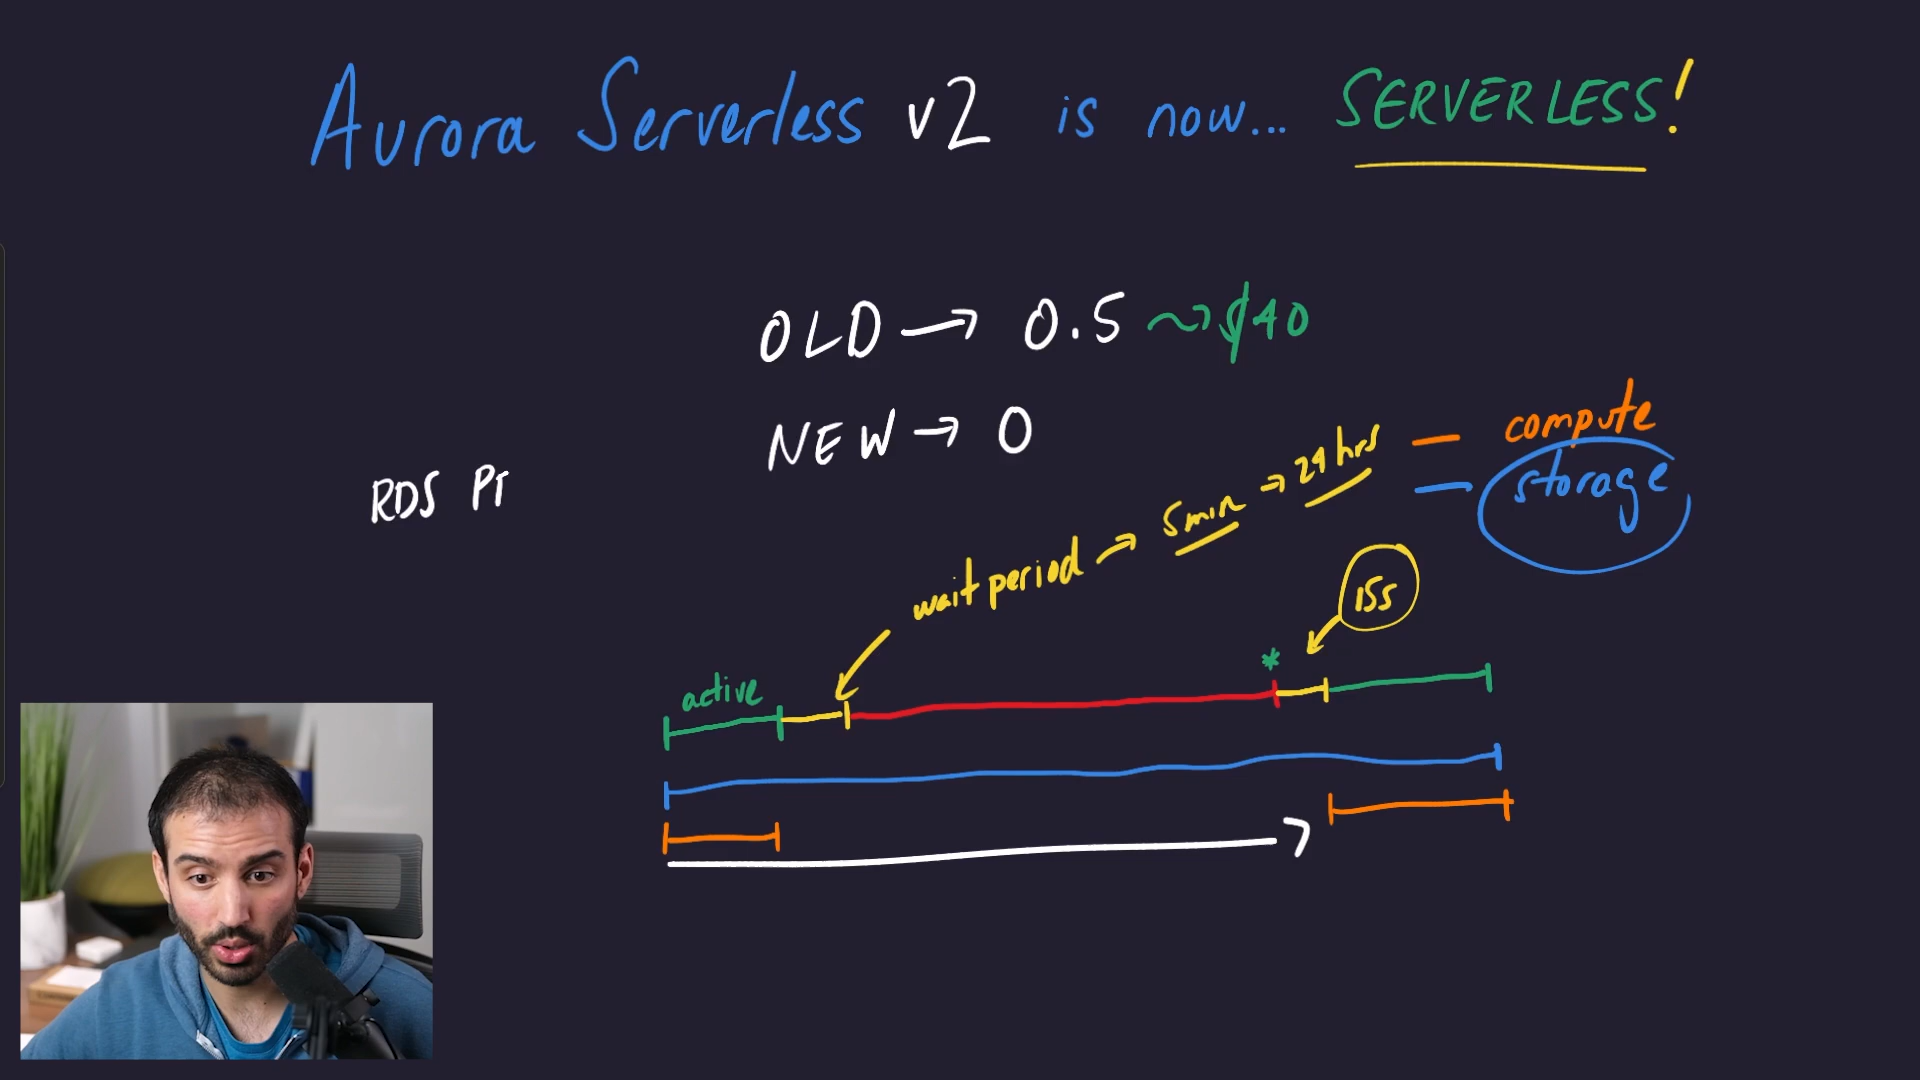 Aurora Serverless v2 is now... SERVERLESS!
OLD → 0.5 ~> $40
NEW → 0
compute
storage
RDS
wait period → 5min → 24 hrs
15s
*
active